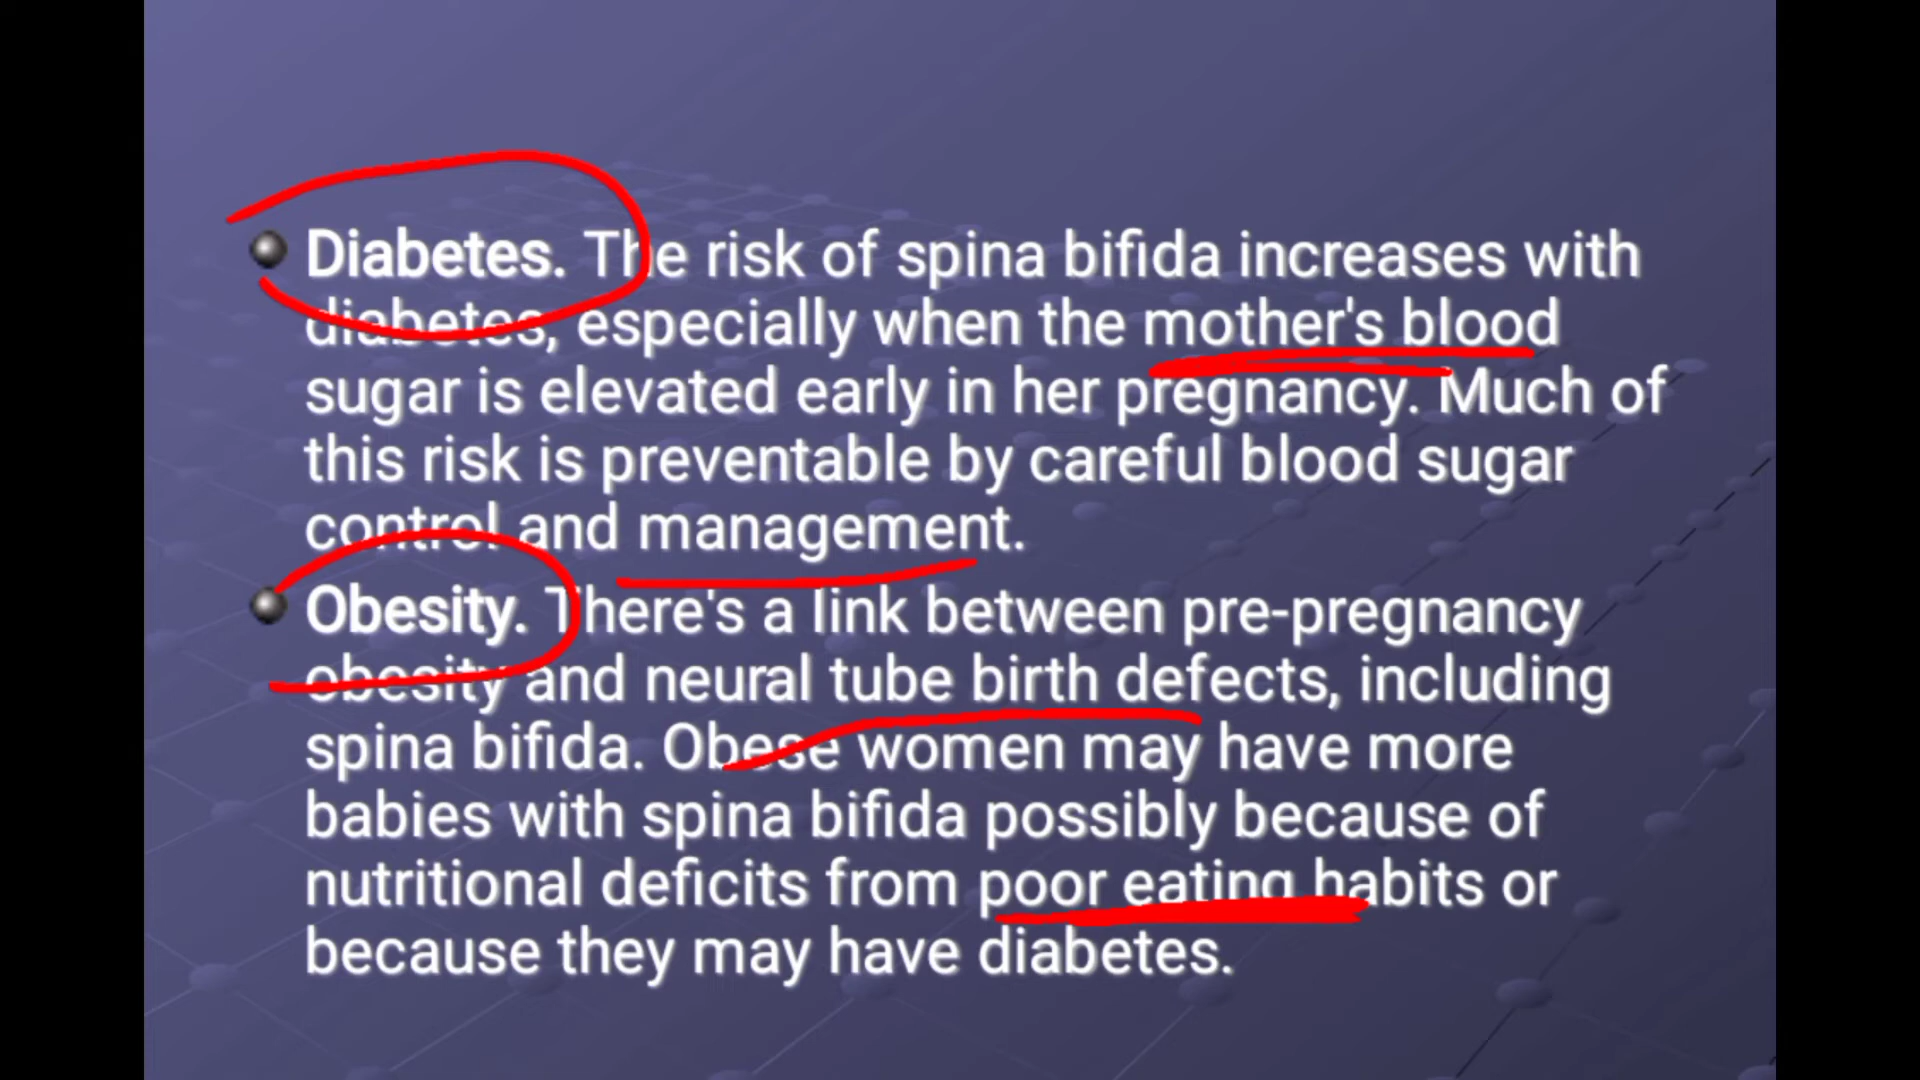 Diabetes. The risk of spina bifida increases with
diabetes, especially when the mother's blood
sugar is elevated early in her pregnancy. Much of
this risk is preventable by careful blood sugar
control and management.
Obesity. There's a link between pre-pregnancy
obesity and neural tube birth defects, including
spina bifida. Obese women may have more
babies with spina bifida possibly because of
nutritional deficits from poor eating habits or
because they may have diabetes.